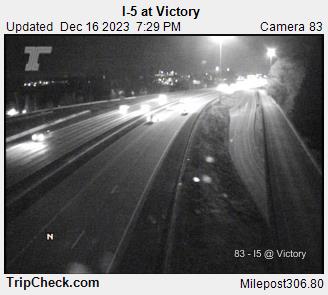 I-5 at Victory
Updated  Dec 16 2023  7:29 PM
Camera 83
T
N
83 - I5 @ Victory
TripCheck.com
Milepost306.80